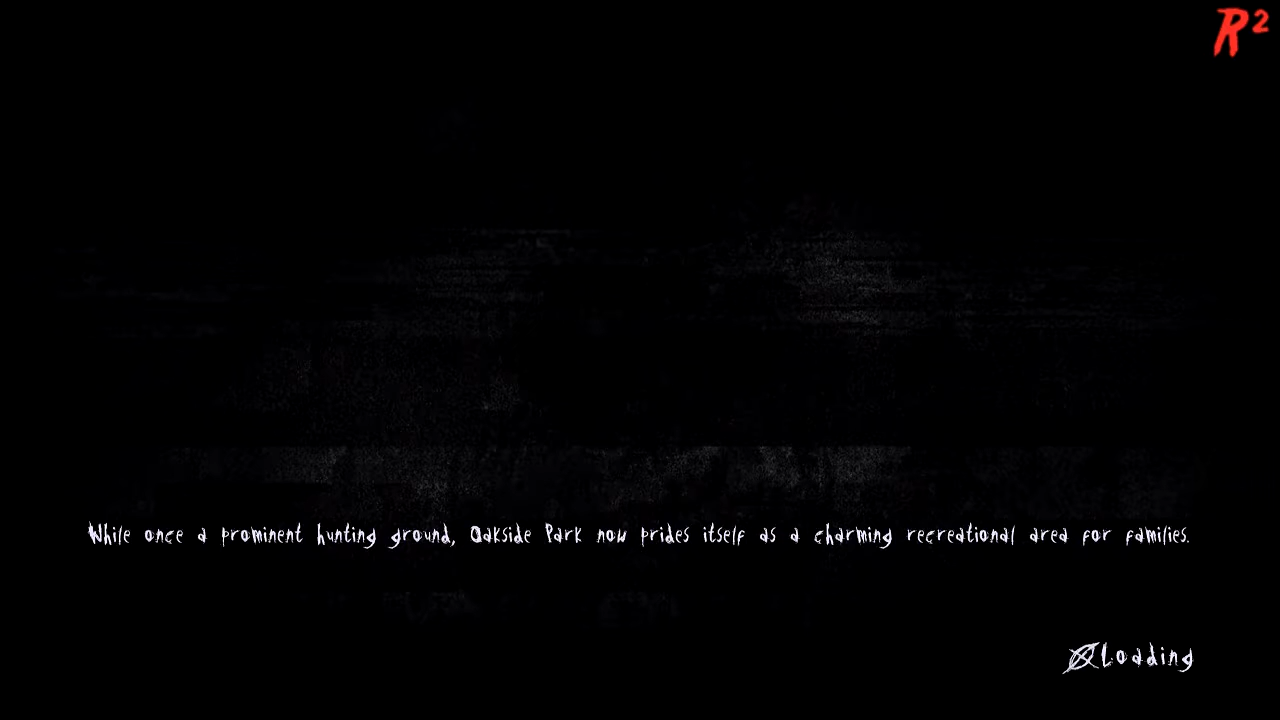 R²
While once a prominent hunting ground, Oakside Park now prides itself as a charming recreational area for families.
Loading